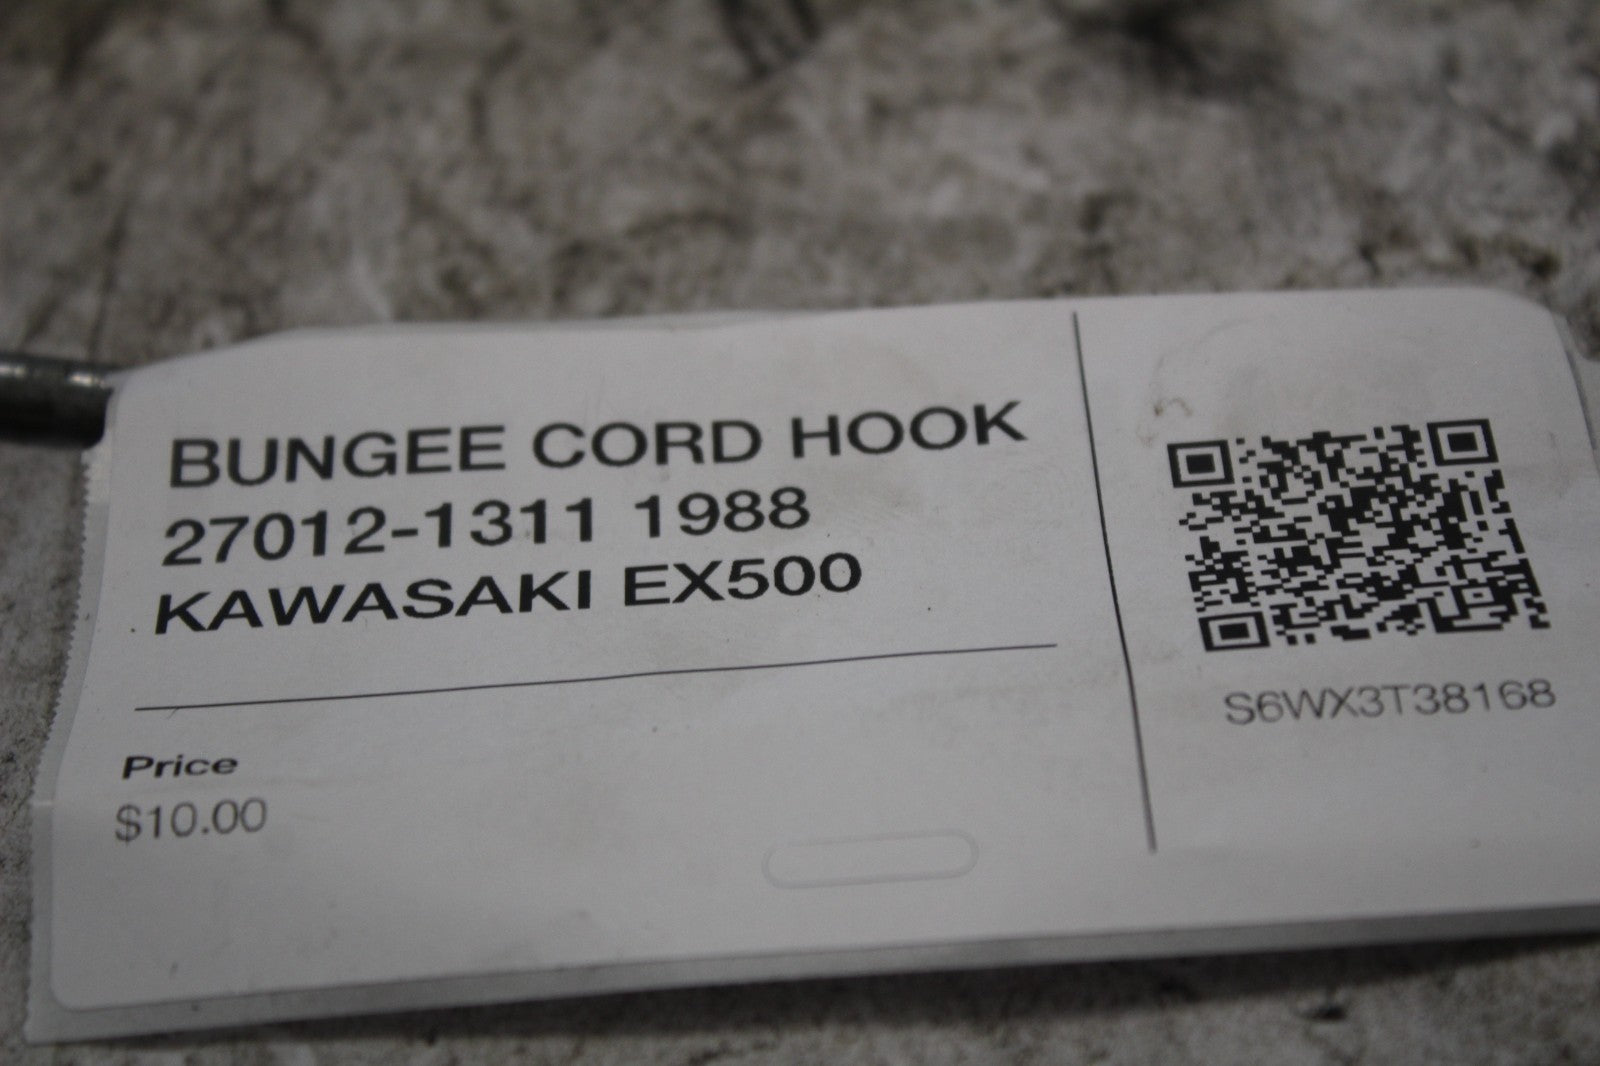 BUNGEE CORD HOOK
27012-1311 1988
KAWASAKI EX500
Price
$10.00
S6WX3T38168